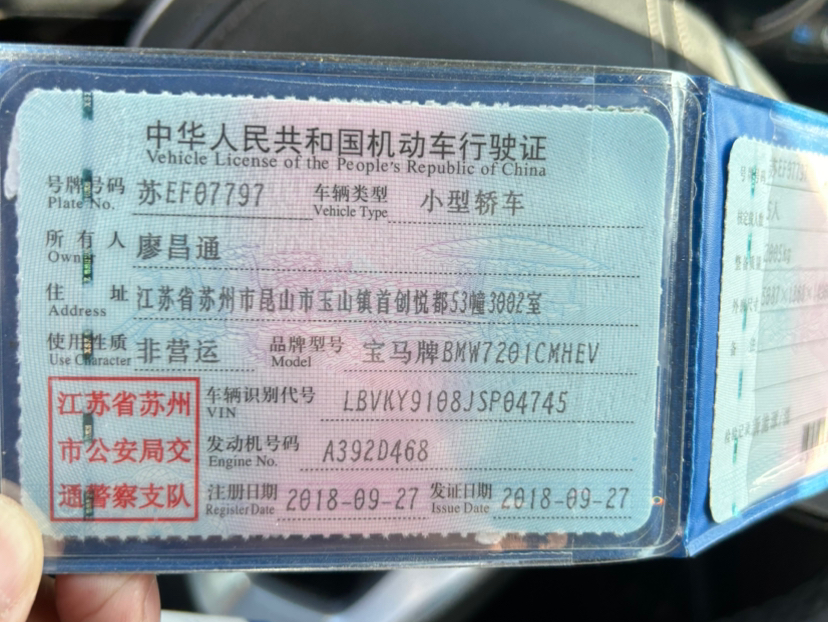 中华人民共和国机动车行驶证
Vehicle License of the People's Republic of China
号牌号码 苏EF07797 车辆类型 小型轿车
Plate No. Vehicle Type
所有人 廖昌通
Owner
住址 江苏省苏州市昆山市玉山镇首创悦都53幢3002室
Address
使用性质 非营运 品牌型号 宝马牌BMW7201CMHEV
Use Character Model
江苏省苏州
市公安局交
通警察支队
车辆识别代号 LBVKY9108JSP04745
VIN
发动机号码 A392D468
Engine No.
注册日期 2018-09-27 发证日期 2018-09-27
Register Date Issue Date